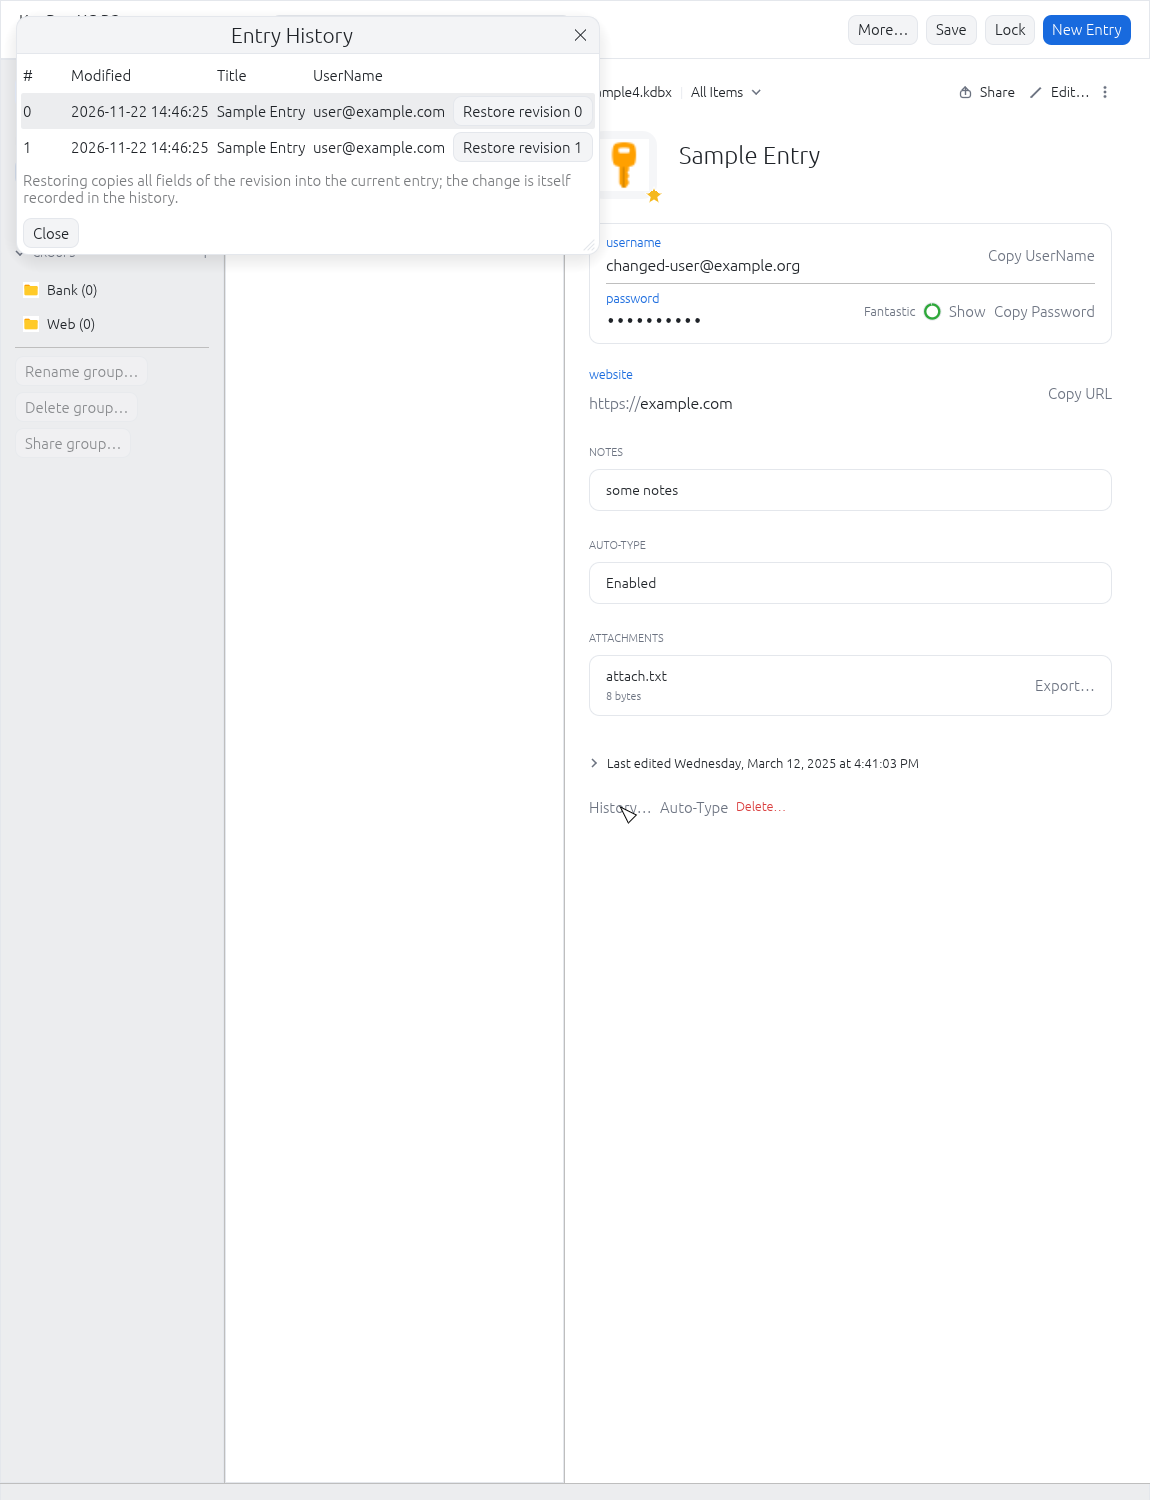 Entry History
More…
Save
Lock
New Entry
# Modified Title UserName
0 2026-11-22 14:46:25 Sample Entry user@example.com Restore revision 0
1 2026-11-22 14:46:25 Sample Entry user@example.com Restore revision 1
Restoring copies all fields of the revision into the current entry; the change is itself
recorded in the history.
Close
Bank (0)
Web (0)
Rename group…
Delete group…
Share group…
All Items
Share
Edit…
Sample Entry
username
changed-user@example.org
Copy UserName
password
••••••••••
Fantastic
Show
Copy Password
website
https://example.com
Copy URL
NOTES
some notes
AUTO-TYPE
Enabled
ATTACHMENTS
attach.txt
8 bytes
Export…
Last edited Wednesday, March 12, 2025 at 4:41:03 PM
History…
Auto-Type
Delete…